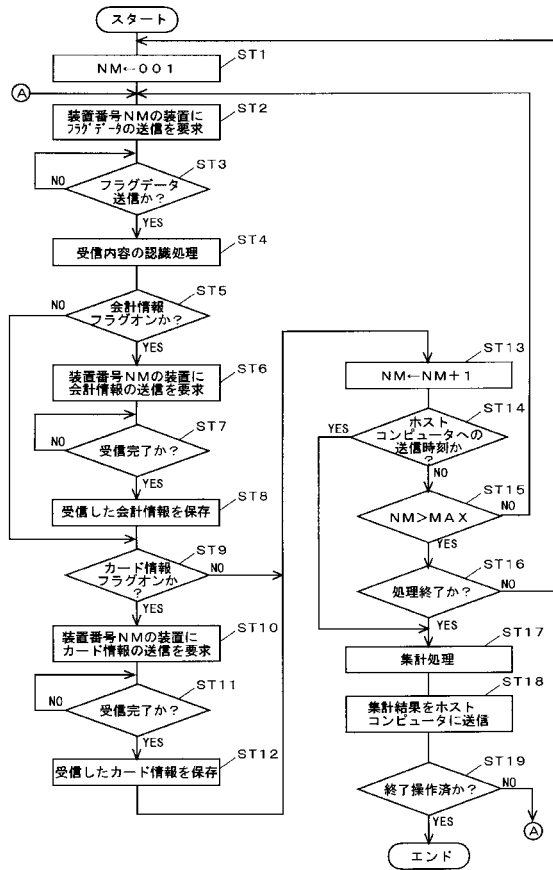 スタート
ST1
NM←001
A
ST2
装置番号NMの装置に
フラグデータの送信を要求
ST3
フラグデータ
送信か?
NO
YES
ST4
受信内容の認識処理
ST5
会計情報
フラグオンか?
NO
YES
ST6
装置番号NMの装置に
会計情報の送信を要求
ST7
受信完了か?
NO
YES
ST8
受信した会計情報を保存
ST9
カード情報
フラグオンか
?
NO
YES
ST10
装置番号NMの装置に
カード情報の送信を要求
ST11
受信完了か?
NO
YES
ST12
受信したカード情報を保存
ST13
NM←NM+1
ST14
ホスト
コンピュータへの
送信時刻か
?
YES
NO
ST15
NM>MAX
NO
YES
ST16
処理終了か?
NO
YES
ST17
集計処理
ST18
集計結果をホスト
コンピュータに送信
ST19
終了操作済か?
NO
YES
A
エンド